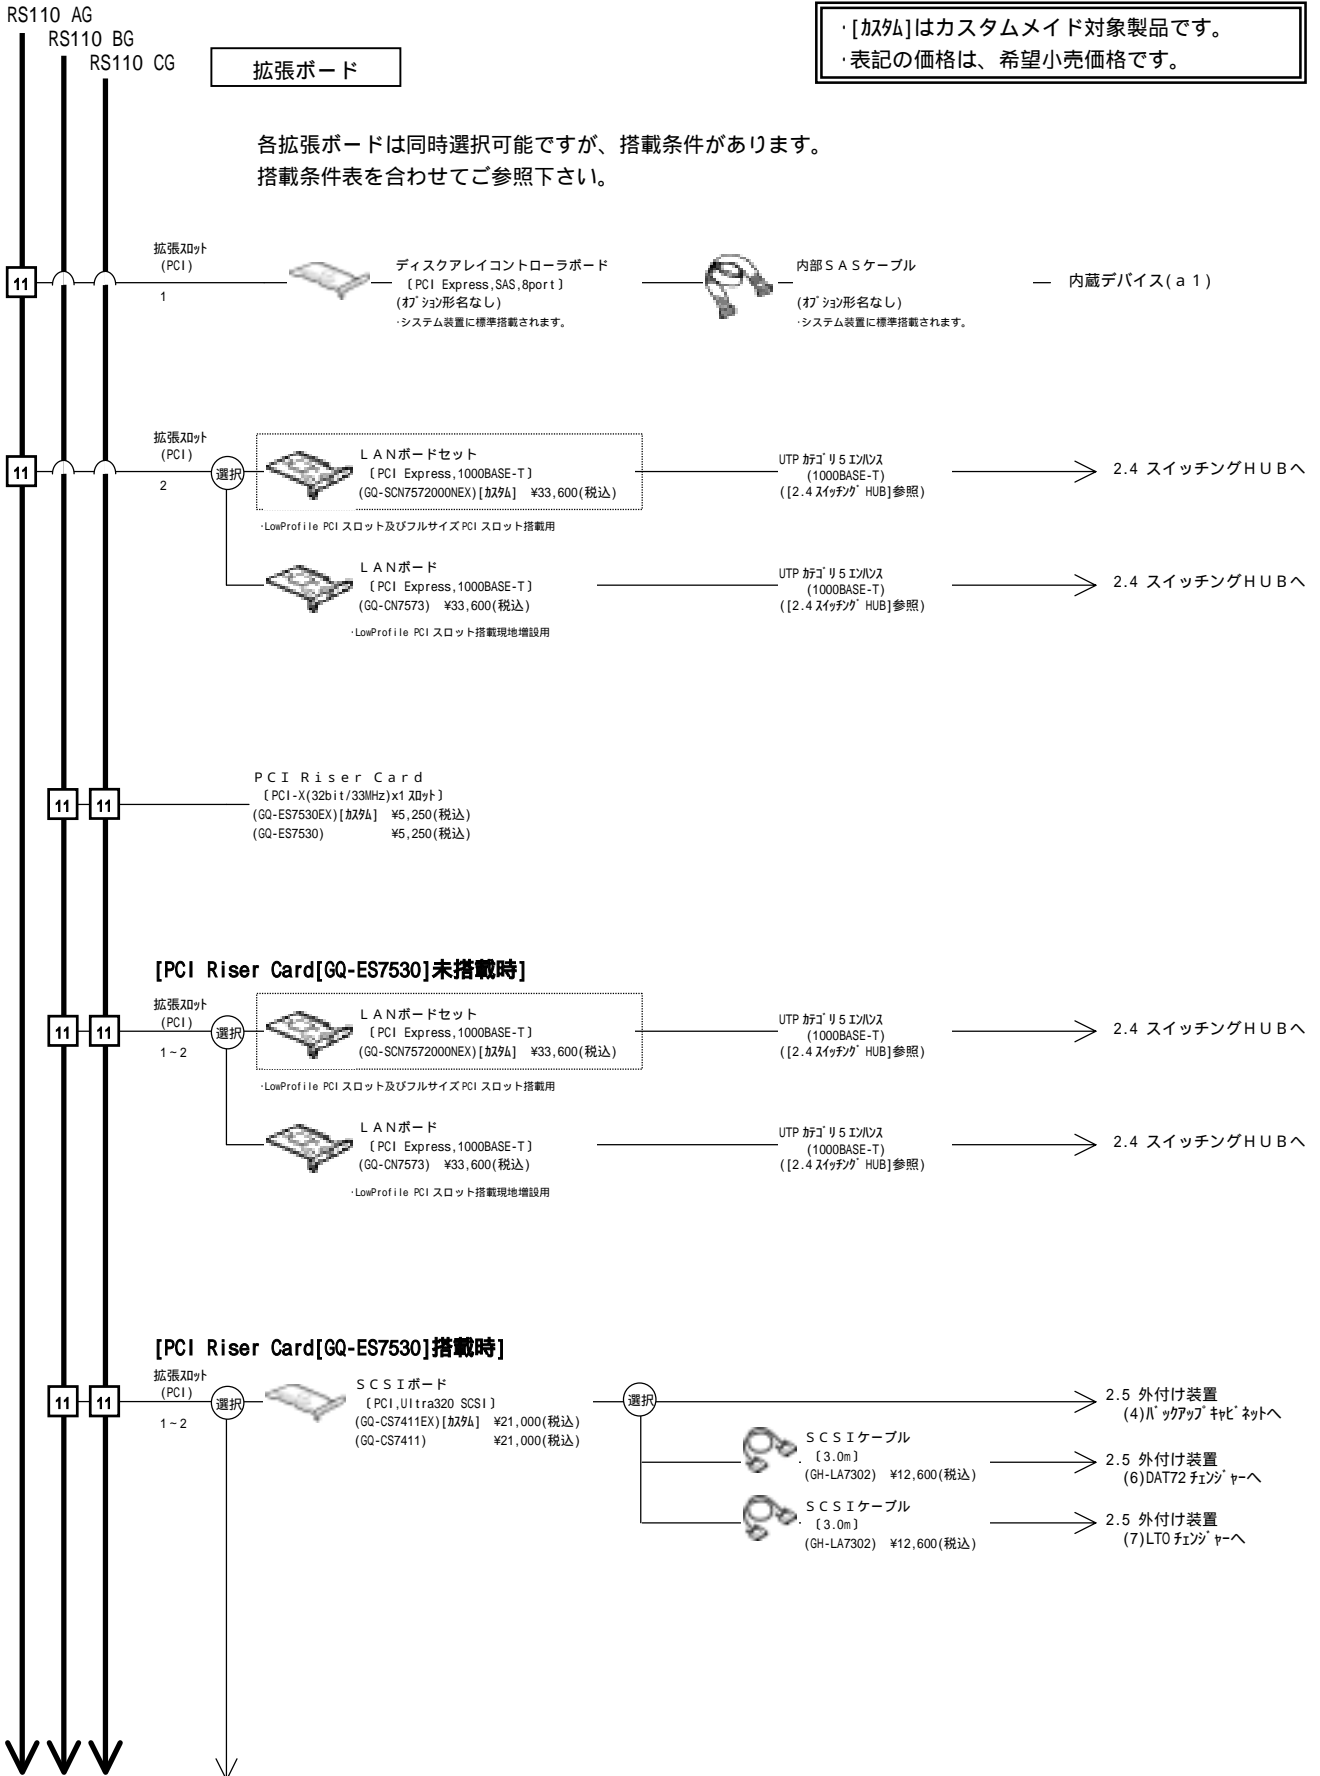 RS110 AG
RS110 BG
RS110 CG
拡張ボード
･[ｶｽﾀﾑ]はカスタムメイド対象製品です。
･表記の価格は、希望小売価格です。
各拡張ボードは同時選択可能ですが、搭載条件があります。
搭載条件表を合わせてご参照下さい。
11
拡張ｽﾛｯﾄ
(PCI)
1
ディスクアレイコントローラボード
〔PCI Express,SAS,8port〕
(ｵﾌﾟｼｮﾝ形名なし)
･システム装置に標準搭載されます。
内部ＳＡＳケーブル
(ｵﾌﾟｼｮﾝ形名なし)
･システム装置に標準搭載されます。
内蔵デバイス(ａ１)
11
拡張ｽﾛｯﾄ
(PCI)
2
選択
ＬＡＮボードセット
〔PCI Express,1000BASE-T〕
(GQ-SCN7572000NEX)[ｶｽﾀﾑ] ¥33,600(税込)
･LowProfile PCI スロット及びフルサイズ PCI スロット搭載用
UTP ｶﾃｺﾞﾘ 5 ｴﾝﾊﾝｽ
(1000BASE-T)
([2.4 ｽｲｯﾁﾝｸﾞ HUB]参照)
2.4 スイッチングＨＵＢへ
ＬＡＮボード
〔PCI Express,1000BASE-T〕
(GQ-CN7573) ¥33,600(税込)
･LowProfile PCI スロット搭載現地増設用
UTP ｶﾃｺﾞﾘ 5 ｴﾝﾊﾝｽ
(1000BASE-T)
([2.4 ｽｲｯﾁﾝｸﾞ HUB]参照)
2.4 スイッチングＨＵＢへ
11 11
ＰＣＩ Ｒｉｓｅｒ Ｃａｒｄ
〔PCI-X(32bit/33MHz)x1 ｽﾛｯﾄ〕
(GQ-ES7530EX)[ｶｽﾀﾑ] ¥5,250(税込)
(GQ-ES7530) ¥5,250(税込)
[PCI Riser Card[GQ-ES7530]未搭載時]
11 11
拡張ｽﾛｯﾄ
(PCI)
1~2
選択
ＬＡＮボードセット
〔PCI Express,1000BASE-T〕
(GQ-SCN7572000NEX)[ｶｽﾀﾑ] ¥33,600(税込)
･LowProfile PCI スロット及びフルサイズ PCI スロット搭載用
UTP ｶﾃｺﾞﾘ 5 ｴﾝﾊﾝｽ
(1000BASE-T)
([2.4 ｽｲｯﾁﾝｸﾞ HUB]参照)
2.4 スイッチングＨＵＢへ
ＬＡＮボード
〔PCI Express,1000BASE-T〕
(GQ-CN7573) ¥33,600(税込)
･LowProfile PCI スロット搭載現地増設用
UTP ｶﾃｺﾞﾘ 5 ｴﾝﾊﾝｽ
(1000BASE-T)
([2.4 ｽｲｯﾁﾝｸﾞ HUB]参照)
2.4 スイッチングＨＵＢへ
[PCI Riser Card[GQ-ES7530]搭載時]
11 11
拡張ｽﾛｯﾄ
(PCI)
1~2
選択
ＳＣＳＩボード
〔PCI,Ultra320 SCSI〕
(GQ-CS7411EX)[ｶｽﾀﾑ] ¥21,000(税込)
(GQ-CS7411) ¥21,000(税込)
選択
2.5 外付け装置
(4)ﾊﾞｯｸｱｯﾌﾟｷｬﾋﾞﾈｯﾄへ
ＳＣＳＩケーブル
〔3.0m〕
(GH-LA7302) ¥12,600(税込)
2.5 外付け装置
(6)DAT72 ﾁｪﾝｼﾞｬｰへ
ＳＣＳＩケーブル
〔3.0m〕
(GH-LA7302) ¥12,600(税込)
2.5 外付け装置
(7)LTO ﾁｪﾝｼﾞｬｰへ